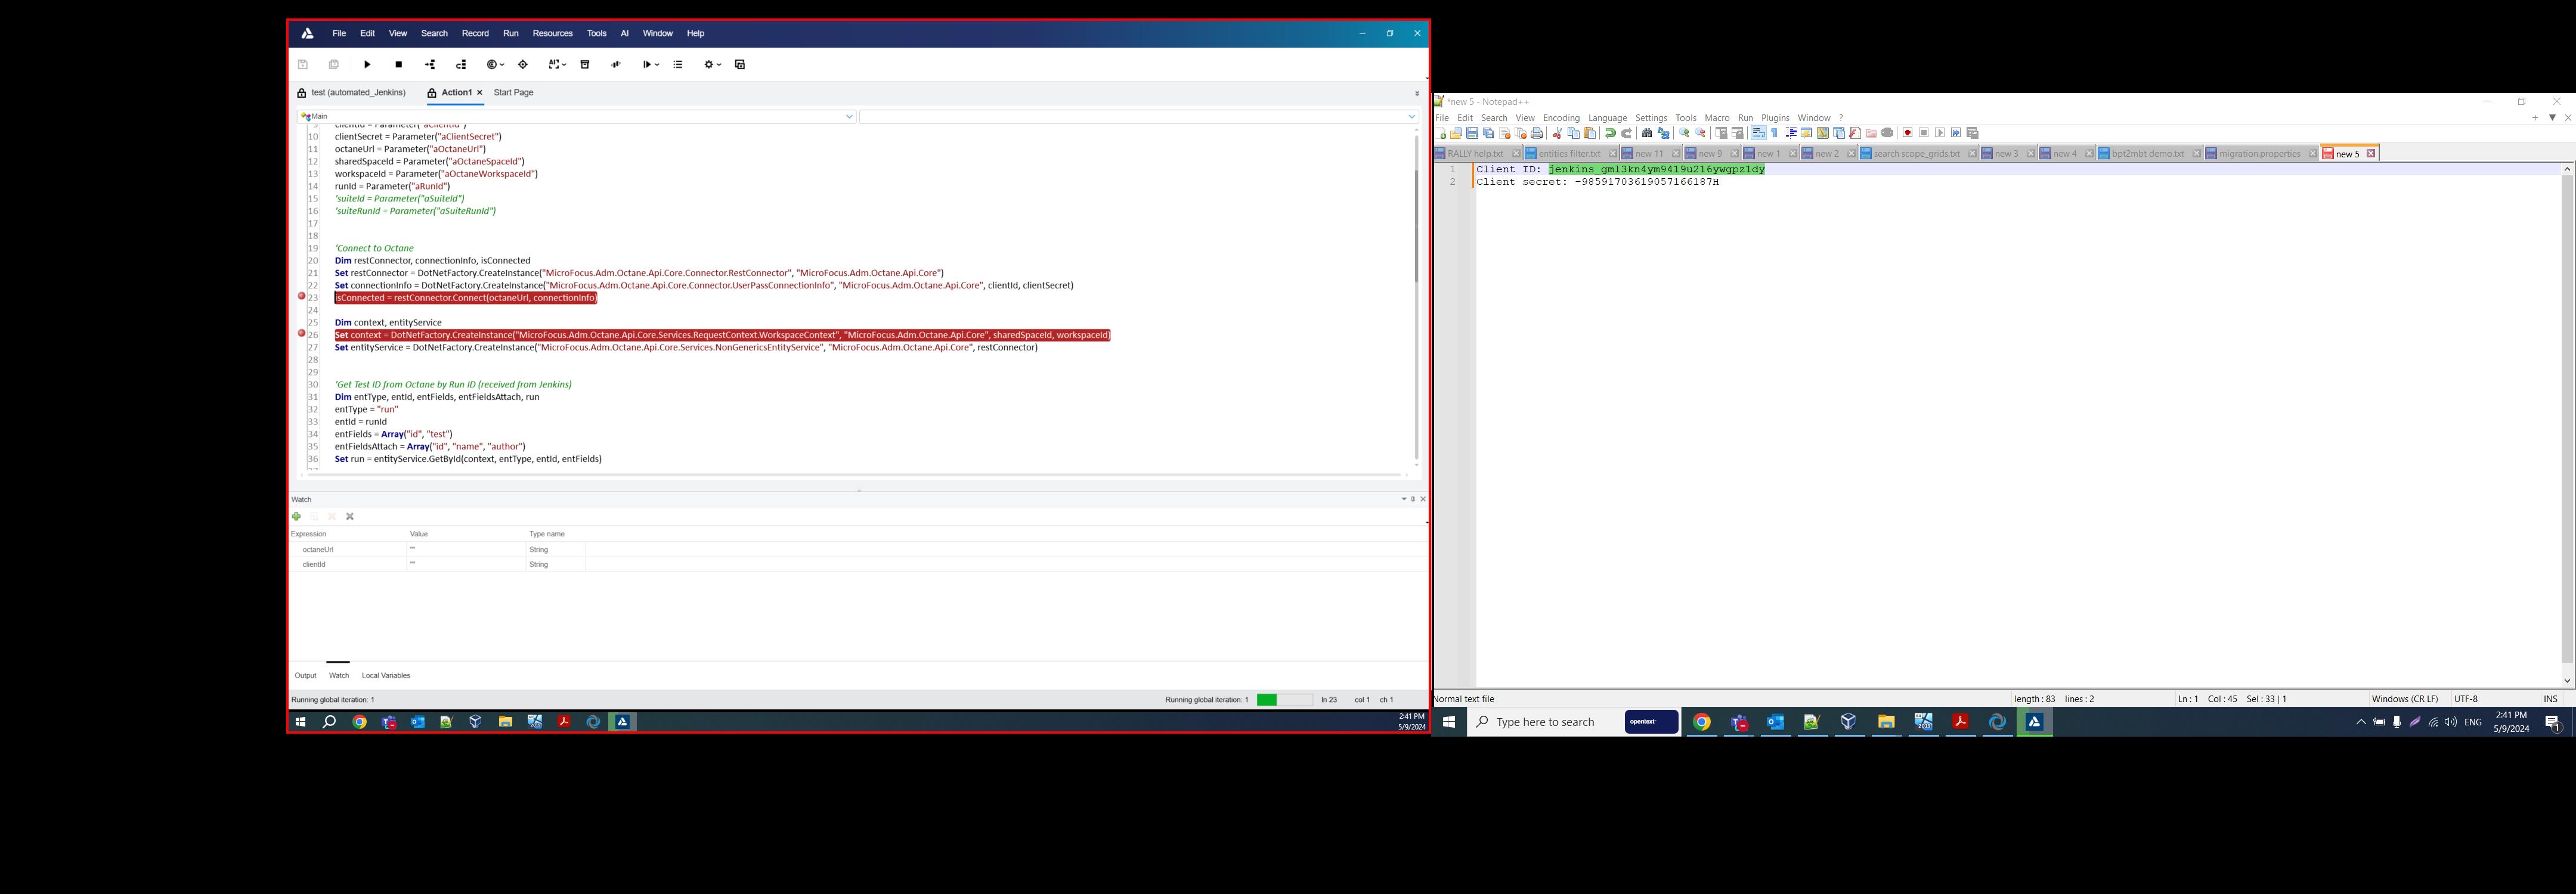 File Edit View Search Record Run Resources Tools AI Window Help
test (automated_Jenkins) Action1 Start Page
Main
9 clientId = Parameter("aClientId")
10 clientSecret = Parameter("aClientSecret")
11 octaneUrl = Parameter("aOctaneUrl")
12 sharedSpaceId = Parameter("aOctaneSpaceId")
13 workspaceId = Parameter("aOctaneWorkspaceId")
14 runId = Parameter("aRunId")
15 'suiteId = Parameter("aSuiteId")
16 'suiteRunId = Parameter("aSuiteRunId")
17
18
19 'Connect to Octane
20 Dim restConnector, connectionInfo, isConnected
21 Set restConnector = DotNetFactory.CreateInstance("MicroFocus.Adm.Octane.Api.Core.Connector.RestConnector", "MicroFocus.Adm.Octane.Api.Core")
22 Set connectionInfo = DotNetFactory.CreateInstance("MicroFocus.Adm.Octane.Api.Core.Connector.UserPassConnectionInfo", "MicroFocus.Adm.Octane.Api.Core", clientId, clientSecret)
23 isConnected = restConnector.Connect(octaneUrl, connectionInfo)
24
25 Dim context, entityService
26 Set context = DotNetFactory.CreateInstance("MicroFocus.Adm.Octane.Api.Core.Services.RequestContext.WorkspaceContext", "MicroFocus.Adm.Octane.Api.Core", sharedSpaceId, workspaceId)
27 Set entityService = DotNetFactory.CreateInstance("MicroFocus.Adm.Octane.Api.Core.Services.NonGenericsEntityService", "MicroFocus.Adm.Octane.Api.Core", restConnector)
28
29
30 'Get Test ID from Octane by Run ID (received from Jenkins)
31 Dim entType, entId, entFields, entFieldsAttach, run
32 entType = "run"
33 entId = runId
34 entFields = Array("id", "test")
35 entFieldsAttach = Array("id", "name", "author")
36 Set run = entityService.GetById(context, entType, entId, entFields)
Watch
Expression Value Type name
octaneUrl "" String
clientId "" String
Output Watch Local Variables
Running global iteration: 1 Running global iteration: 1 ln 23 col 1 ch 1
2:41 PM
5/9/2024
*new 5 - Notepad++
File Edit Search View Encoding Language Settings Tools Macro Run Plugins Window ?
RALLY help.txt entities filter.txt new 11 new 9 new 1 new 2 search scope_grids.txt new 3 new 4 bpt2mbt demo.txt migration.properties new 5
1 Client ID: jenkins_gml3kn4ym94l9u2l6ywgpzldy
2 Client secret: -98591703619057166187H
Normal text file length : 83 lines : 2 Ln : 1 Col : 45 Sel : 33 | 1 Windows (CR LF) UTF-8 INS
Type here to search opentext ENG 2:41 PM
5/9/2024